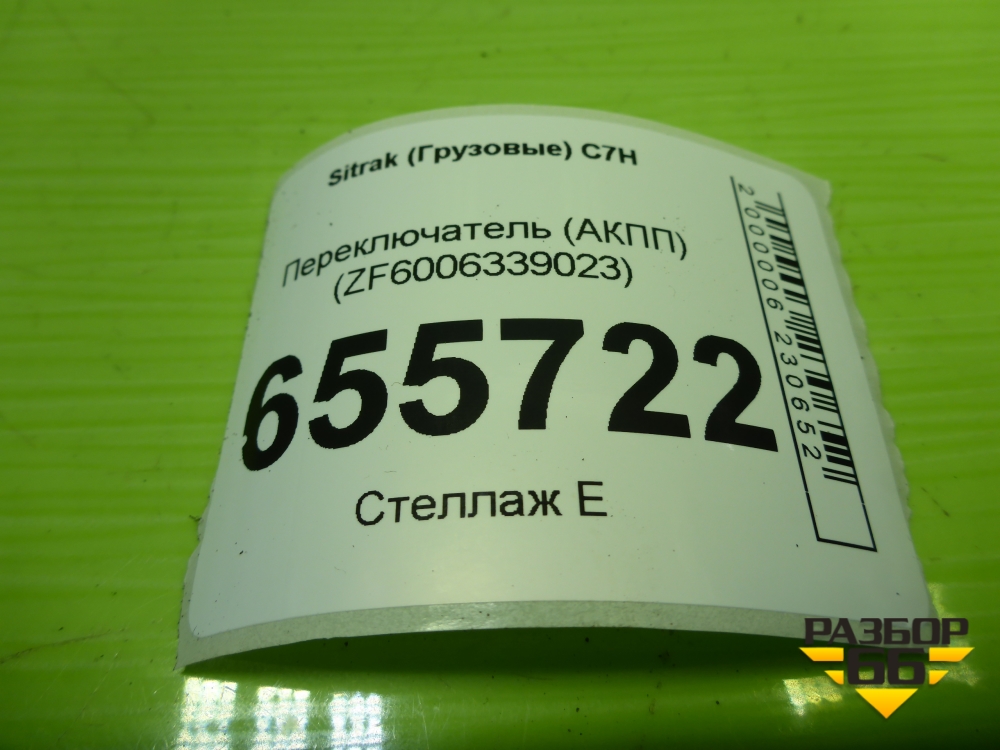 Sitrak (Грузовые) C7H
Переключатель (АКПП)
(ZF6006339023)
655722
Стеллаж Е
2000006230652
РАЗБОР
66